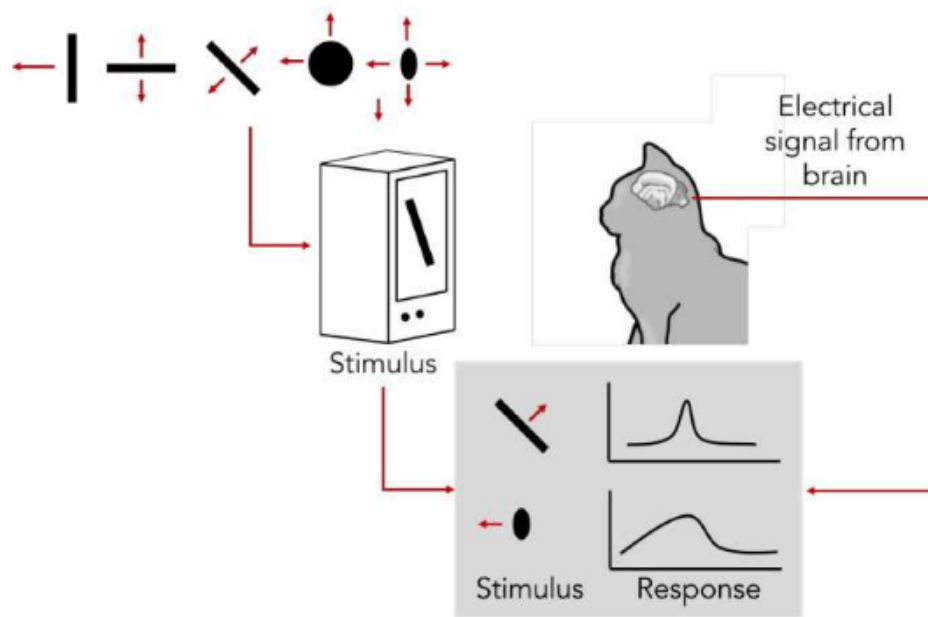 Electrical
signal from
brain
Stimulus
Stimulus
Response